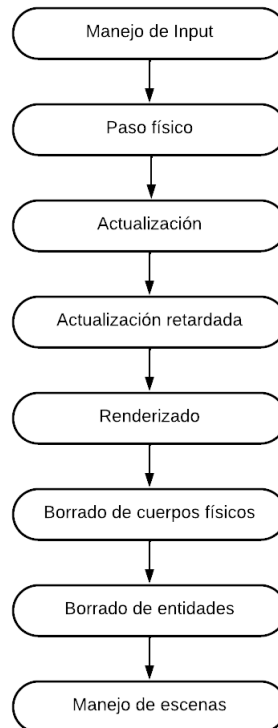 Manejo de Input
Paso físico
Actualización
Actualización retardada
Renderizado
Borrado de cuerpos físicos
Borrado de entidades
Manejo de escenas